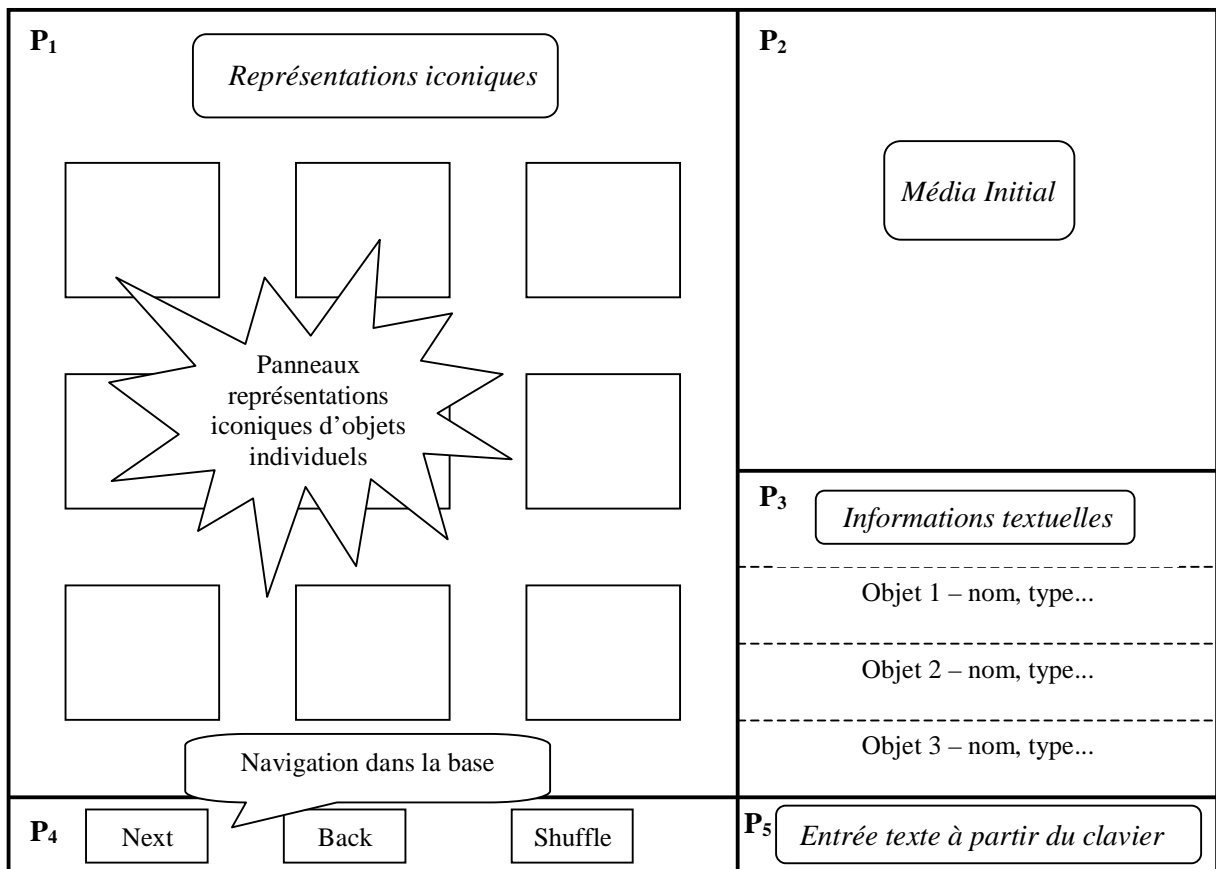 P₁
Représentations iconiques
Panneaux
représentations
iconiques d’objets
individuels
P₂
Média Initial
P₃
Informations textuelles
Objet 1 – nom, type...
Objet 2 – nom, type...
Objet 3 – nom, type...
Navigation dans la base
P₄
Next
Back
Shuffle
P₅
Entrée texte à partir du clavier